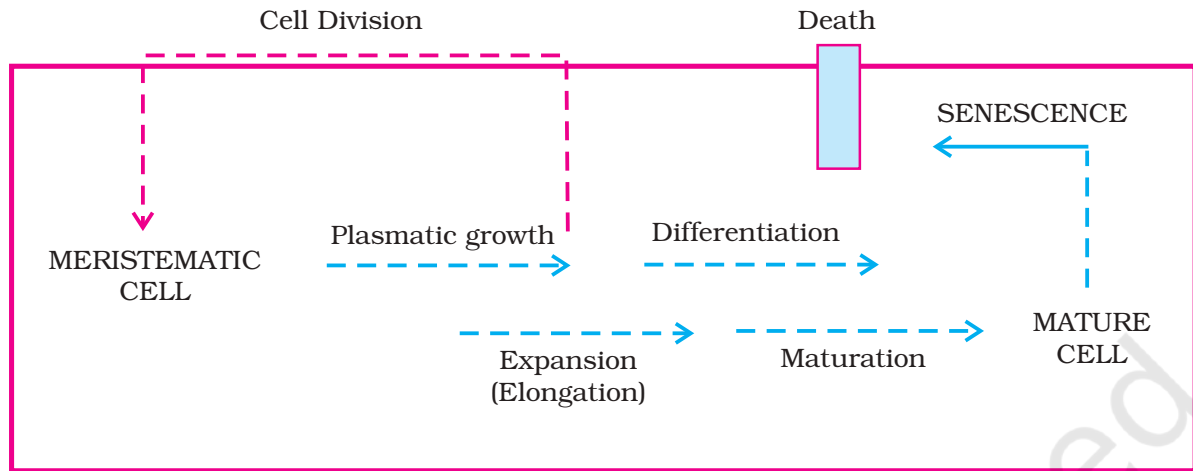 Cell Division
Death
SENESCENCE
Plasmatic growth
Differentiation
MERISTEMATIC
CELL
MATURE
CELL
Expansion
(Elongation)
Maturation